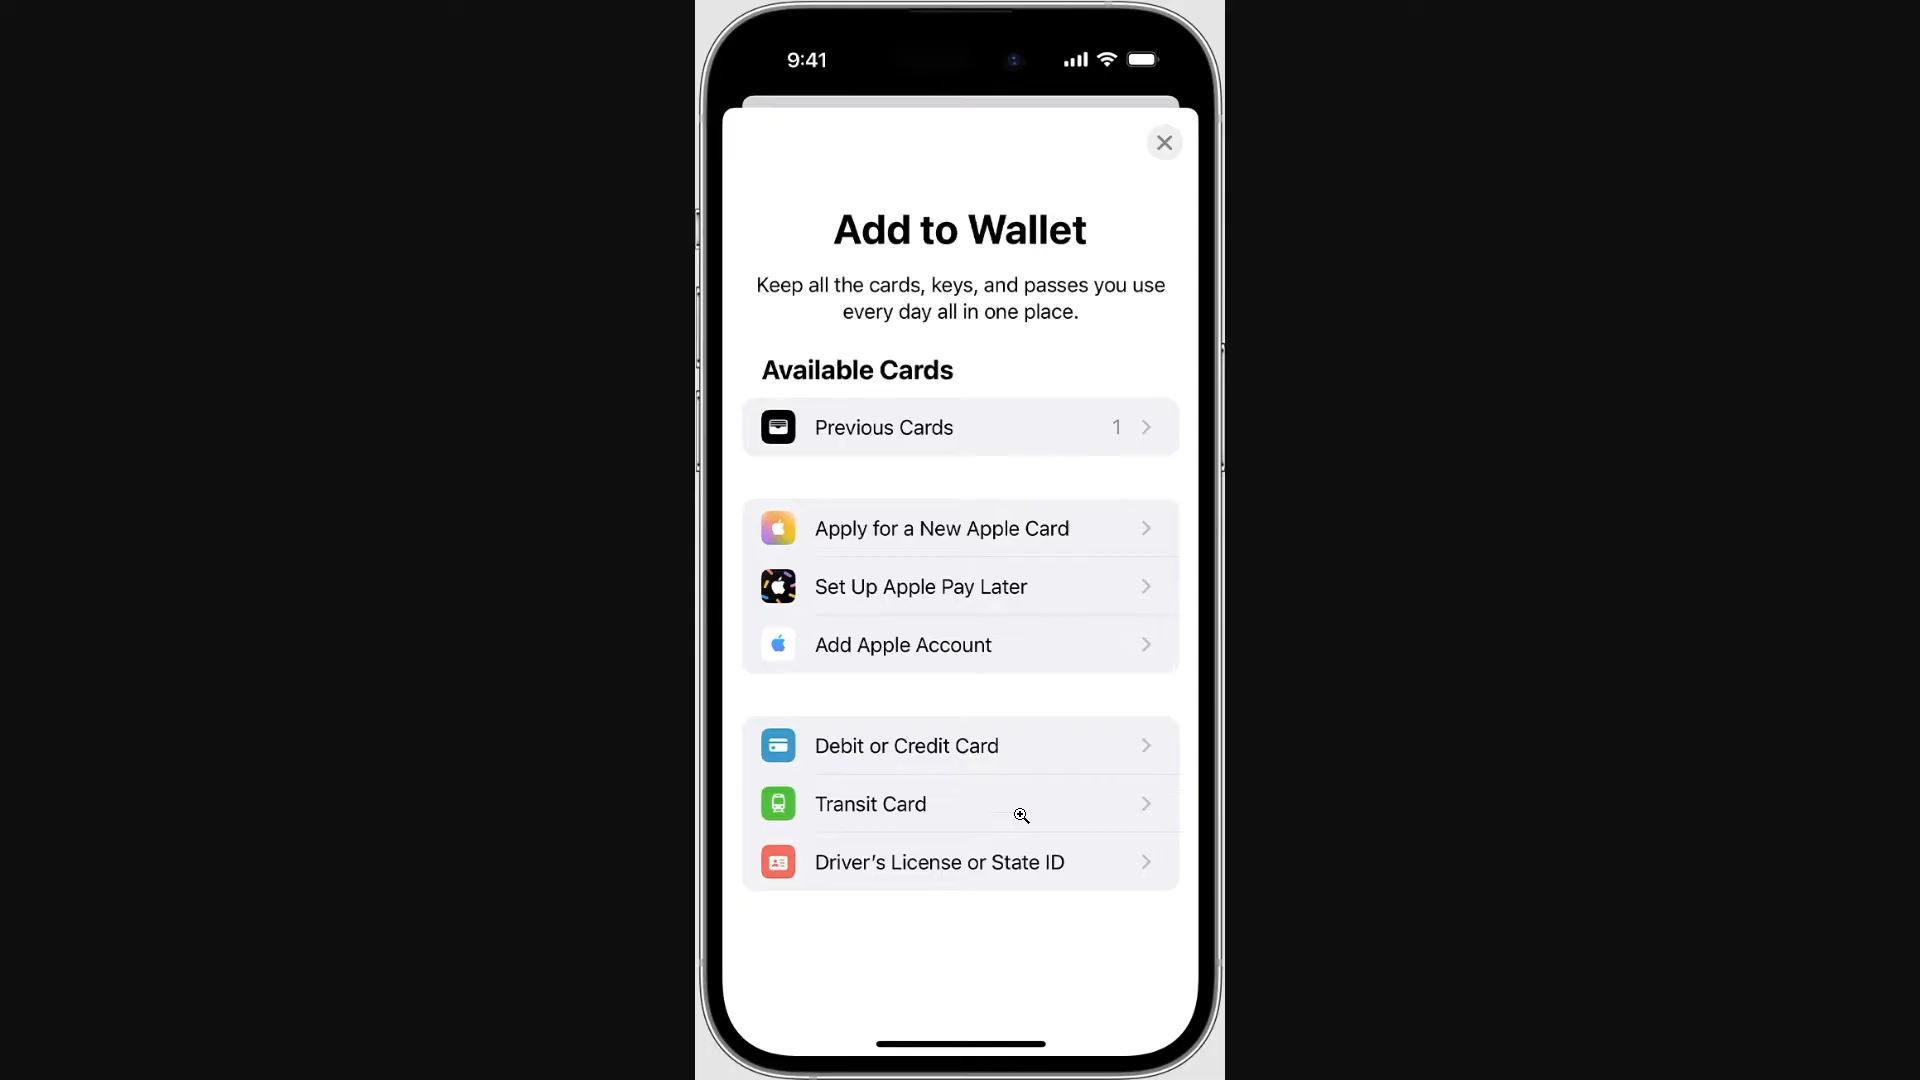 9:41
Add to Wallet
Keep all the cards, keys, and passes you use
every day all in one place.
Available Cards
Previous Cards 1
Apply for a New Apple Card
Set Up Apple Pay Later
Add Apple Account
Debit or Credit Card
Transit Card
Driver’s License or State ID